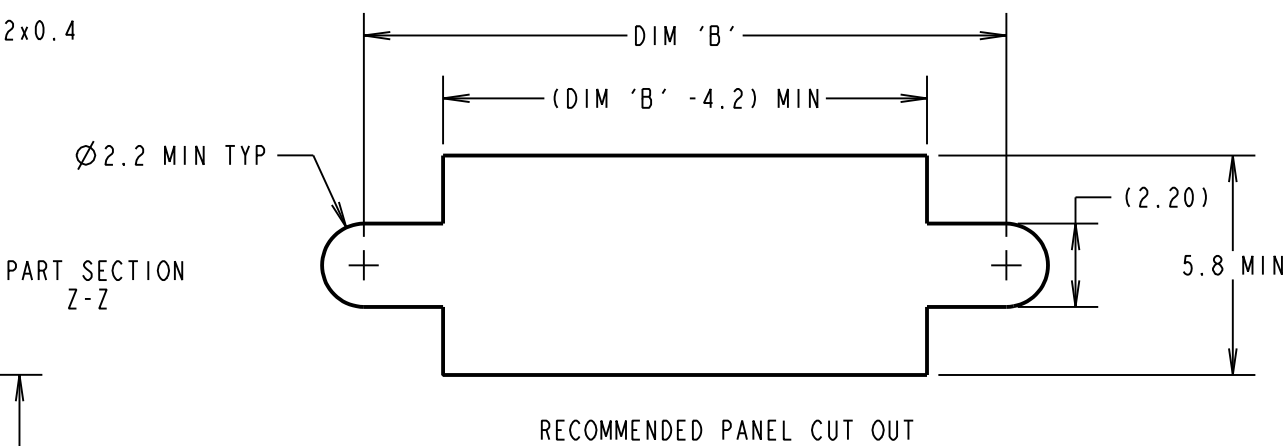 2x0.4
DIM 'B'
(DIM 'B' -4.2) MIN
Ø2.2 MIN TYP
(2.20)
PART SECTION
Z-Z
5.8 MIN
RECOMMENDED PANEL CUT OUT